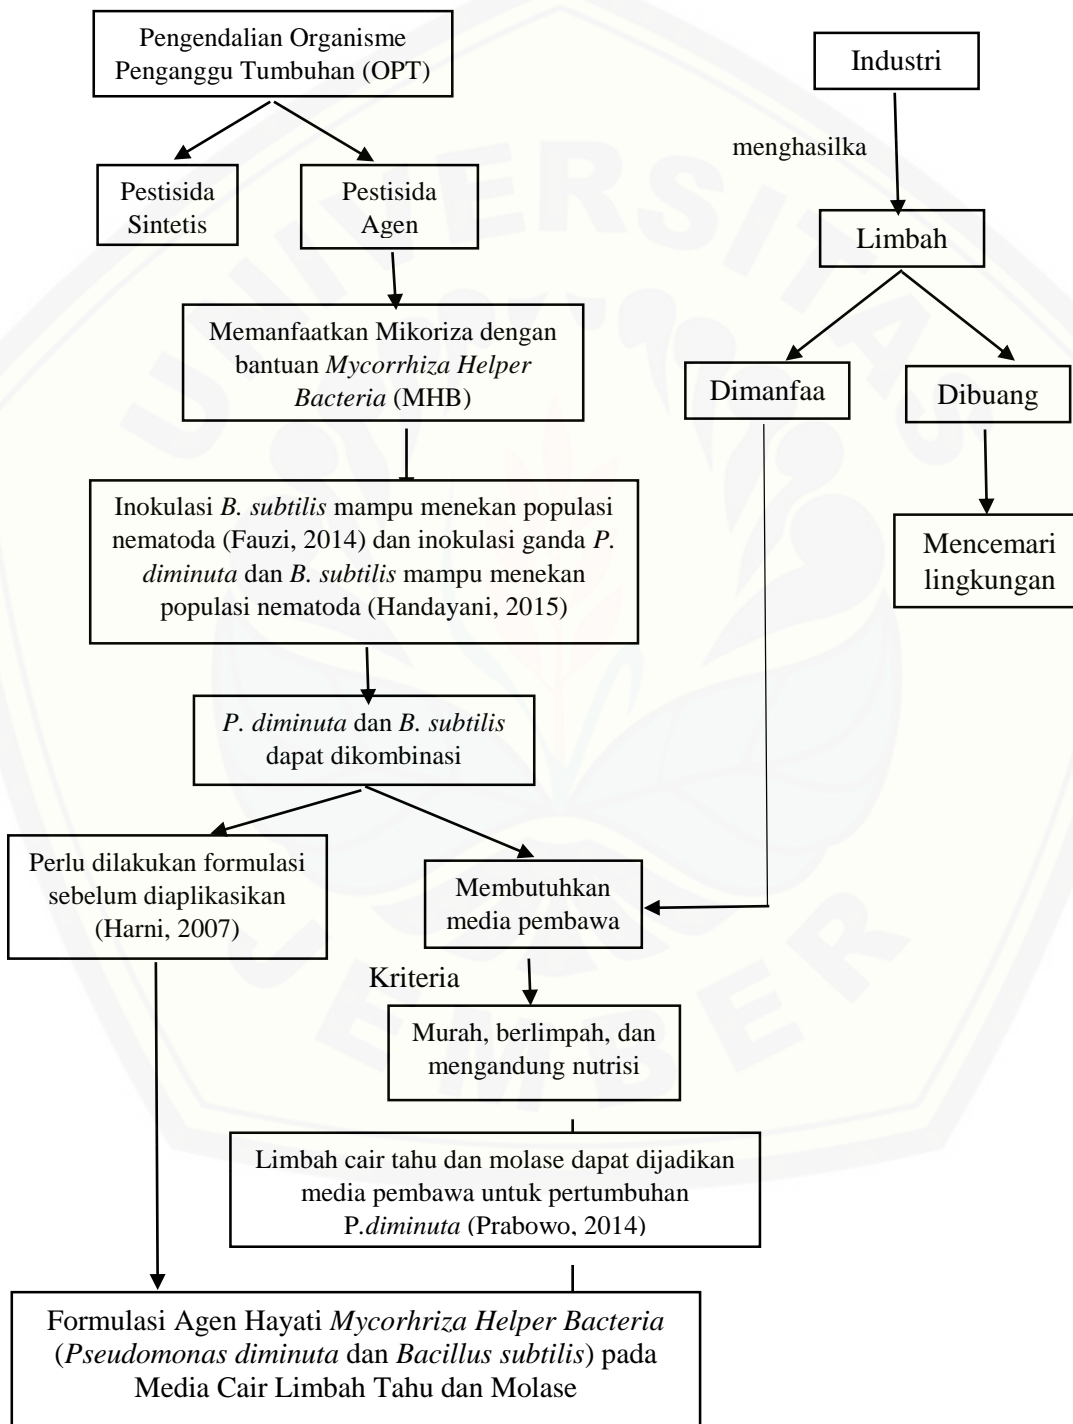 Pengendalian Organisme
Penganggu Tumbuhan (OPT)
Industri
menghasilka
Pestisida
Sintetis
Pestisida
Agen
Limbah
Memanfaatkan Mikoriza dengan
bantuan Mycorrhiza Helper
Bacteria (MHB)
Dimanfaa
Dibuang
Inokulasi B. subtilis mampu menekan populasi
nematoda (Fauzi, 2014) dan inokulasi ganda P.
diminuta dan B. subtilis mampu menekan
populasi nematoda (Handayani, 2015)
Mencemari
lingkungan
P. diminuta dan B. subtilis
dapat dikombinasi
Perlu dilakukan formulasi
sebelum diaplikasikan
(Harni, 2007)
Membutuhkan
media pembawa
Kriteria
Murah, berlimpah, dan
mengandung nutrisi
Limbah cair tahu dan molase dapat dijadikan
media pembawa untuk pertumbuhan
P.diminuta (Prabowo, 2014)
Formulasi Agen Hayati Mycorhriza Helper Bacteria
(Pseudomonas diminuta dan Bacillus subtilis) pada
Media Cair Limbah Tahu dan Molase
UNIVERSITAS
JEMBER